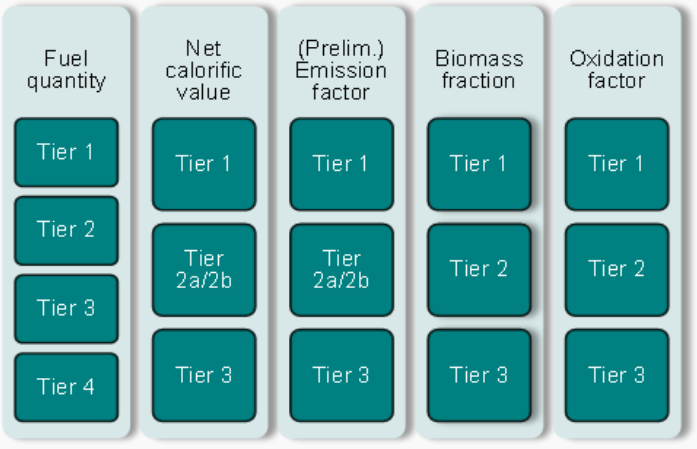 Fuel
quantity
Tier 1
Tier 2
Tier 3
Tier 4
Net
calorific
value
Tier 1
Tier
2a/2b
Tier 3
(Prelim.)
Emission
factor
Tier 1
Tier
2a/2b
Tier 3
Biomass
fraction
Tier 1
Tier 2
Tier 3
Oxidation
factor
Tier 1
Tier 2
Tier 3